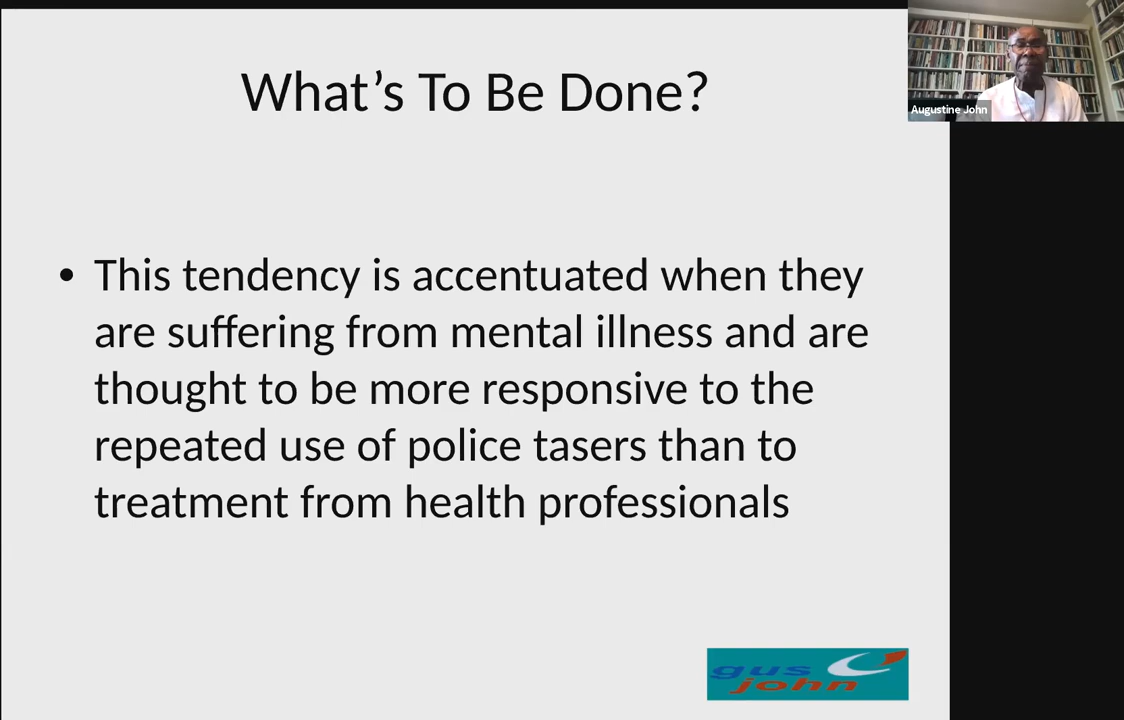 What’s To Be Done?
Augustine John
• This tendency is accentuated when they
are suffering from mental illness and are
thought to be more responsive to the
repeated use of police tasers than to
treatment from health professionals
gus
john